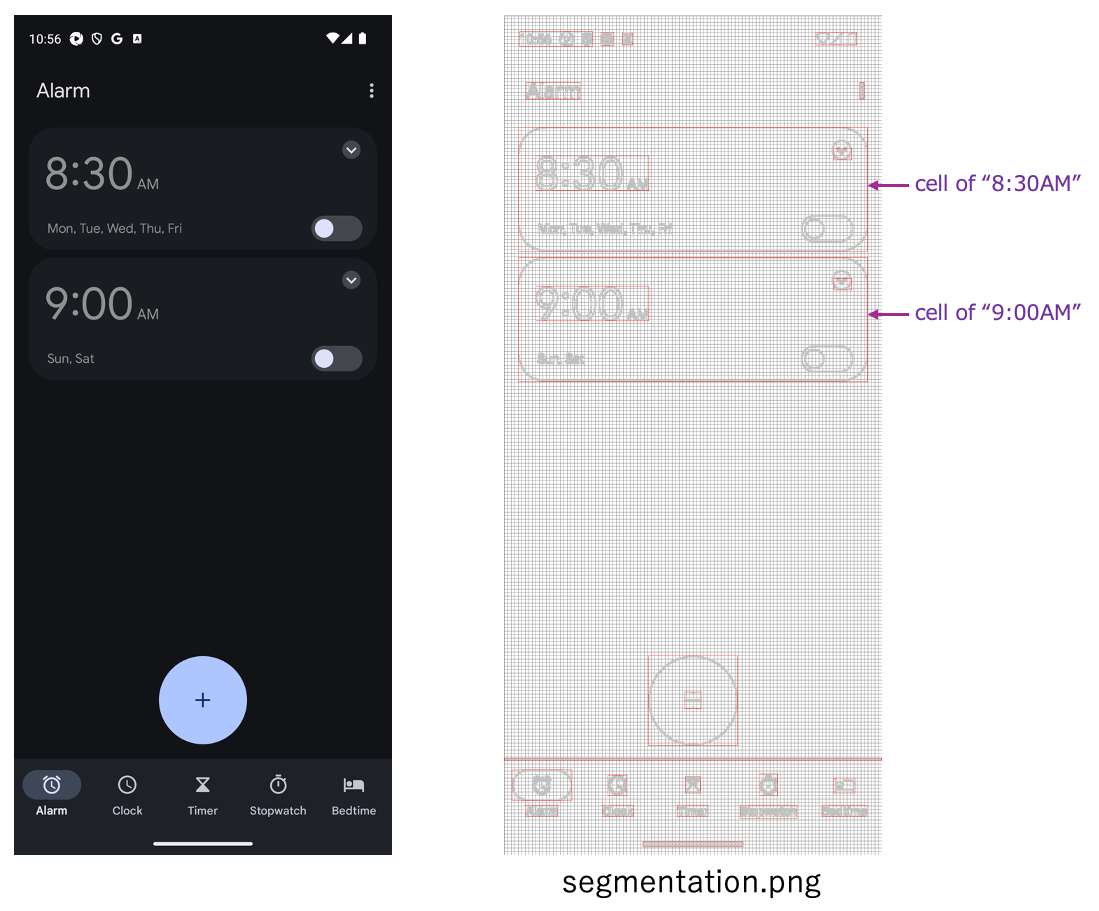 10:56
Alarm
8:30 AM
Mon, Tue, Wed, Thu, Fri
9:00 AM
Sun, Sat
+
Alarm Clock Timer Stopwatch Bedtime
10:56
Alarm
8:30 AM
Mon, Tue, Wed, Thu, Fri
9:00 AM
Sun, Sat
Alarm Clock Timer Stopwatch Bedtime
cell of “8:30AM”
cell of “9:00AM”
segmentation.png